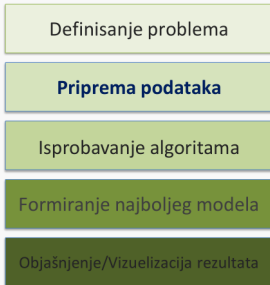 Definisanje problema
Priprema podataka
Isprobavanje algoritama
Formiranje najboljeg modela
Objašnjenje/Vizuelizacija rezultata